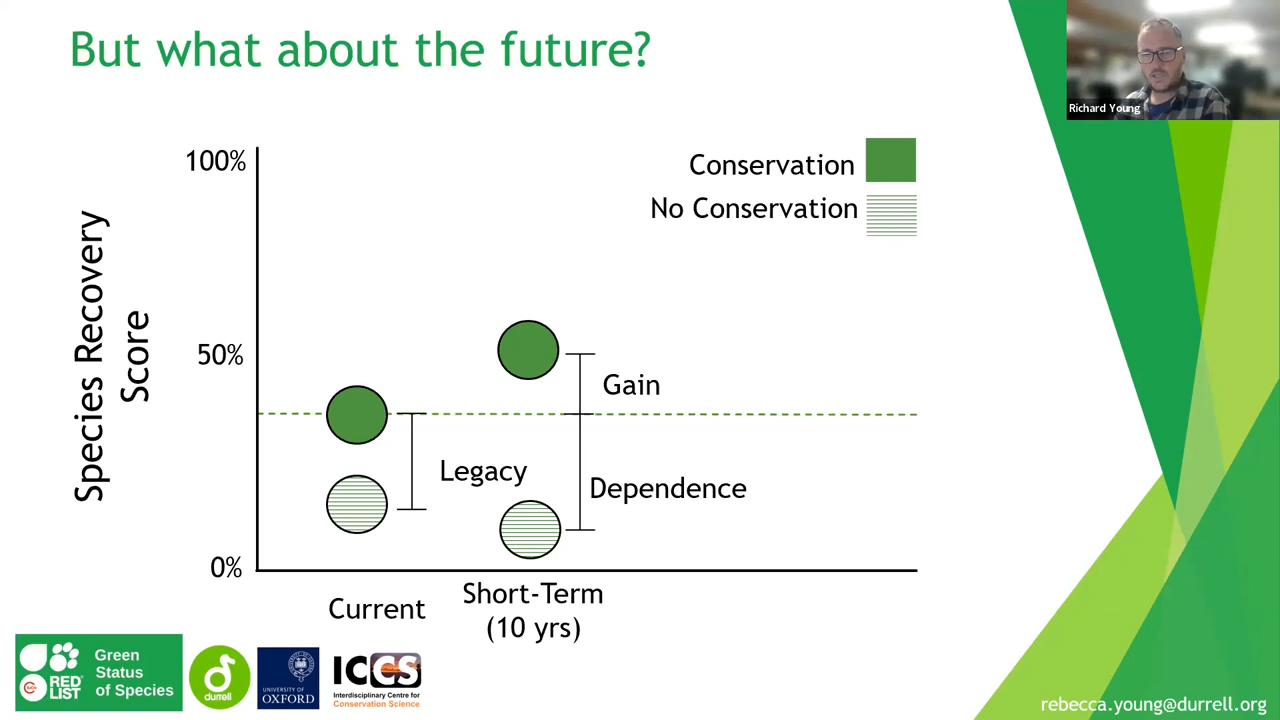 But what about the future?
Richard Young
100%
Conservation
No Conservation
Species Recovery
Score
50%
Gain
Legacy
Dependence
0%
Current
Short-Term
(10 yrs)
Green
Status
of Species
RED
LIST
durrell
UNIVERSITY OF
OXFORD
ICCS
Interdisciplinary Centre for
Conservation Science
rebecca.young@durrell.org